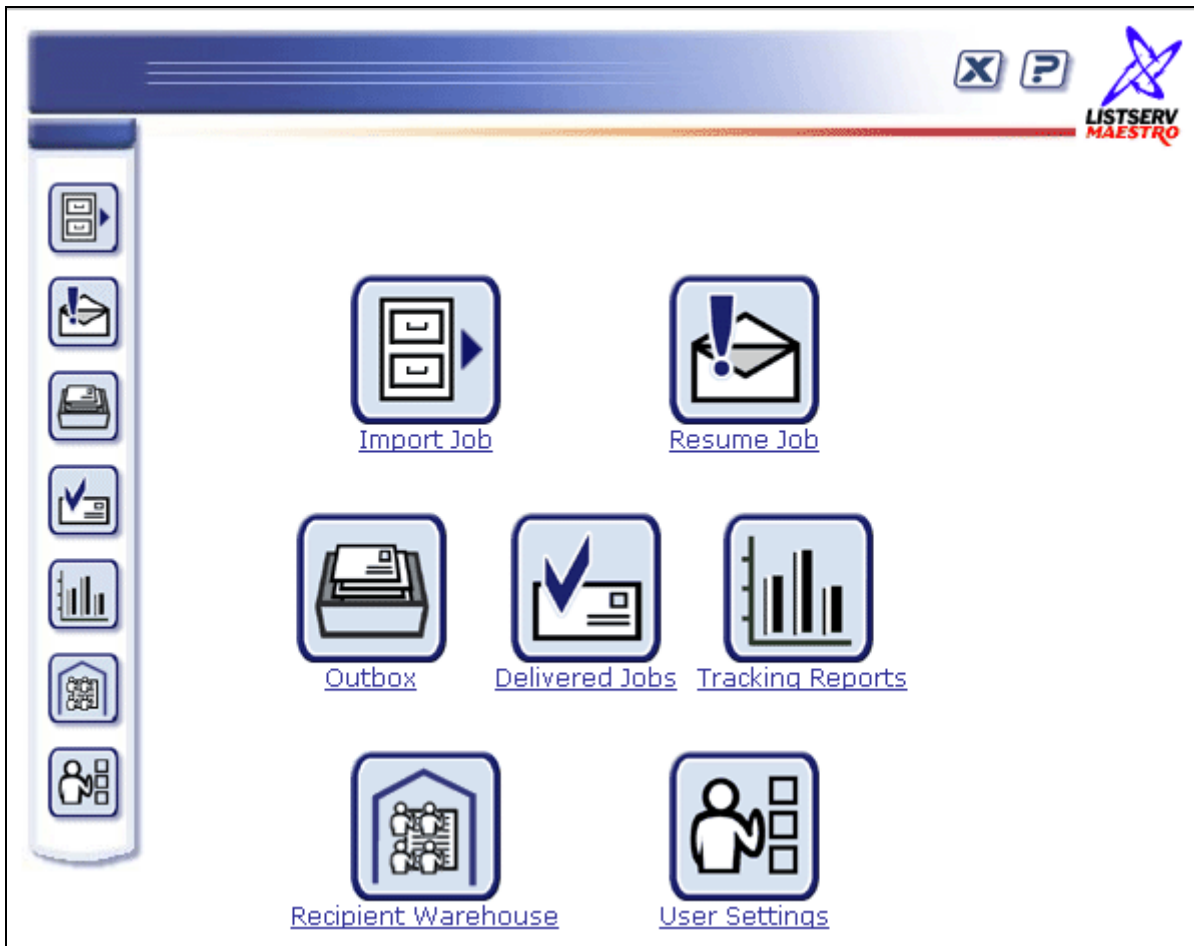 LISTSERV
MAESTRO
Import Job
Resume Job
Outbox
Delivered Jobs
Tracking Reports
Recipient Warehouse
User Settings